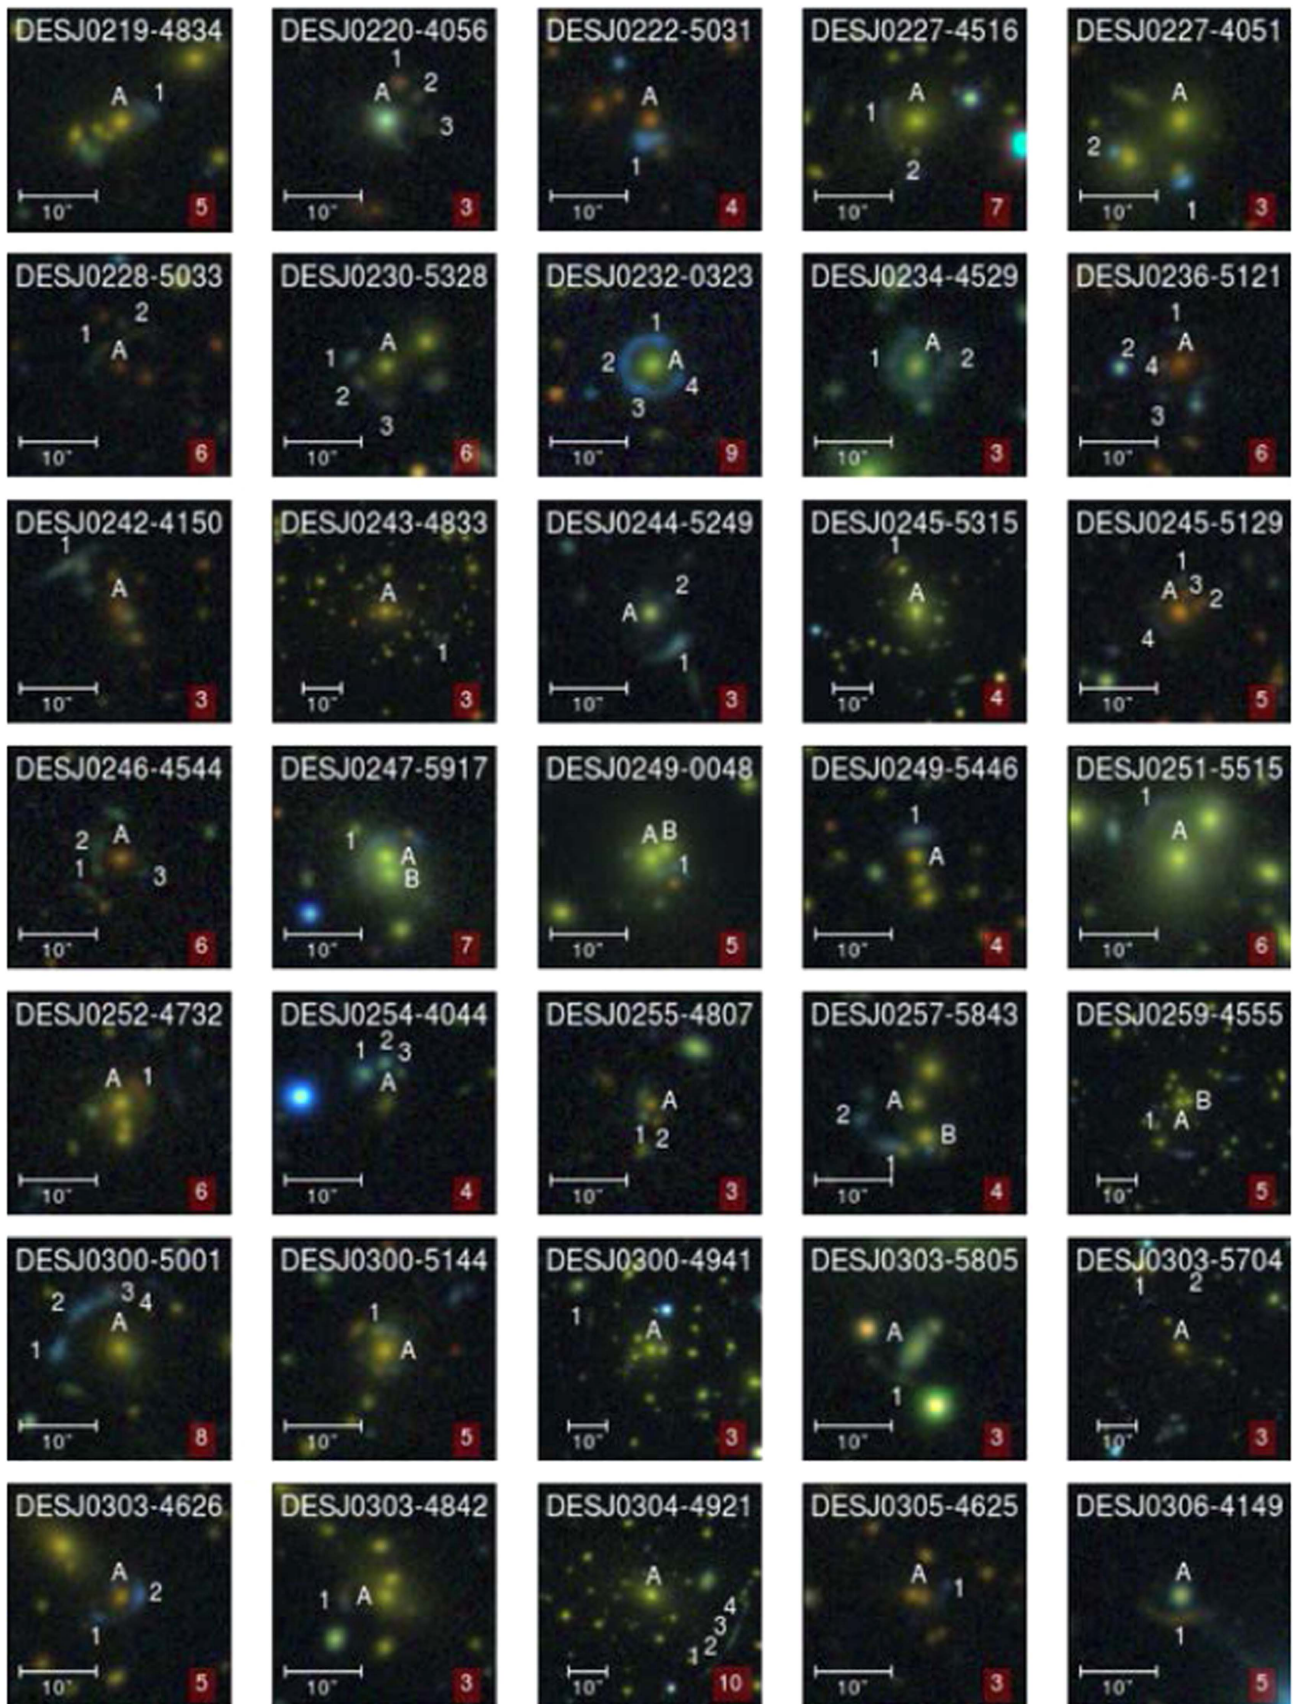 DESJ0219-4834 DESJ0220-4056 DESJ0222-5031 DESJ0227-4516 DESJ0227-4051
A 1 1 A 2 3 A 1 A 1 2 A 2 1
10" 5 10" 3 10" 4 10" 7 10" 3
DESJ0228-5033 DESJ0230-5328 DESJ0232-0323 DESJ0234-4529 DESJ0236-5121
2 1 A A 1 2 3 1 2 A 4 3 A 1 2 1 A 2 4 3
10" 6 10" 6 10" 9 10" 3 10" 6
DESJ0242-4150 DESJ0243-4833 DESJ0244-5249 DESJ0245-5315 DESJ0245-5129
1 A A 1 2 A 1 1 A 1 A 3 2 4
10" 3 10" 3 10" 3 10" 4 10" 5
DESJ0246-4544 DESJ0247-5917 DESJ0249-0048 DESJ0249-5446 DESJ0251-5515
A 2 1 3 1 A B A B 1 1 A 1 A
10" 6 10" 7 10" 5 10" 4 10" 6
DESJ0252-4732 DESJ0254-4044 DESJ0255-4807 DESJ0257-5843 DESJ0259-4555
A 1 2 1 3 A A 1 2 A 2 B 1 B 1 A
10" 6 10" 4 10" 3 10" 4 10" 5
DESJ0300-5001 DESJ0300-5144 DESJ0300-4941 DESJ0303-5805 DESJ0303-5704
3 2 4 A 1 1 A 1 A A 1 1 2 A
10" 8 10" 5 10" 3 10" 3 10" 3
DESJ0303-4626 DESJ0303-4842 DESJ0304-4921 DESJ0305-4625 DESJ0306-4149
A 2 1 1 A A 4 3 2 1 A 1 A 1
10" 5 10" 3 10" 10 10" 3 10" 5